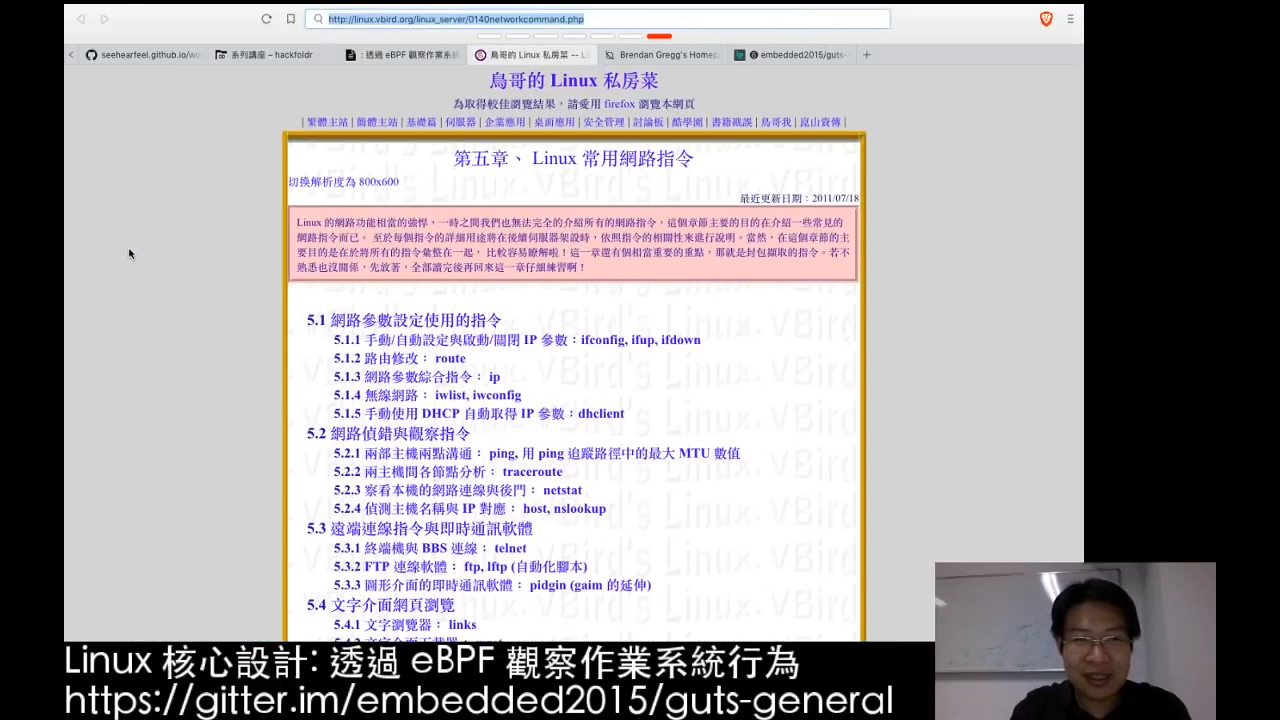 http://linux.vbird.org/linux_server/0140networkcommand.php
seehearfeel.github.io/wo
系列講座 – hackfoldr
: 透過 eBPF 觀察作業系統
鳥哥的 Linux 私房菜 -- Li
Brendan Gregg's Homep
embedded2015/guts-
鳥哥的 Linux 私房菜
為取得較佳瀏覽結果，請愛用 firefox 瀏覽本網頁
| 繁體主站 | 簡體主站 | 基礎篇 | 伺服器 | 企業應用 | 桌面應用 | 安全管理 | 討論板 | 酷學園 | 書籍戡誤 | 鳥哥我 | 崑山資傳 |
第五章、 Linux 常用網路指令
切換解析度為 800x600
最近更新日期：2011/07/18
Linux 的網路功能相當的強悍，一時之間我們也無法完全的介紹所有的網路指令，這個章節主要的目的在介紹一些常見的
網路指令而已。 至於每個指令的詳細用途將在後續伺服器架設時，依照指令的相關性來進行說明。當然，在這個章節的主
要目的是在於將所有的指令彙整在一起， 比較容易瞭解啦！這一章還有個相當重要的重點，那就是封包擷取的指令。若不
熟悉也沒關係，先放著，全部讀完後再回來這一章仔細練習啊！
5.1 網路參數設定使用的指令
5.1.1 手動/自動設定與啟動/關閉 IP 參數：ifconfig, ifup, ifdown
5.1.2 路由修改： route
5.1.3 網路參數綜合指令： ip
5.1.4 無線網路： iwlist, iwconfig
5.1.5 手動使用 DHCP 自動取得 IP 參數：dhclient
5.2 網路偵錯與觀察指令
5.2.1 兩部主機兩點溝通： ping, 用 ping 追蹤路徑中的最大 MTU 數值
5.2.2 兩主機間各節點分析： traceroute
5.2.3 察看本機的網路連線與後門： netstat
5.2.4 偵測主機名稱與 IP 對應： host, nslookup
5.3 遠端連線指令與即時通訊軟體
5.3.1 終端機與 BBS 連線： telnet
5.3.2 FTP 連線軟體： ftp, lftp (自動化腳本)
5.3.3 圖形介面的即時通訊軟體： pidgin (gaim 的延伸)
5.4 文字介面網頁瀏覽
5.4.1 文字瀏覽器： links
Linux 核心設計: 透過 eBPF 觀察作業系統行為
https://gitter.im/embedded2015/guts-general